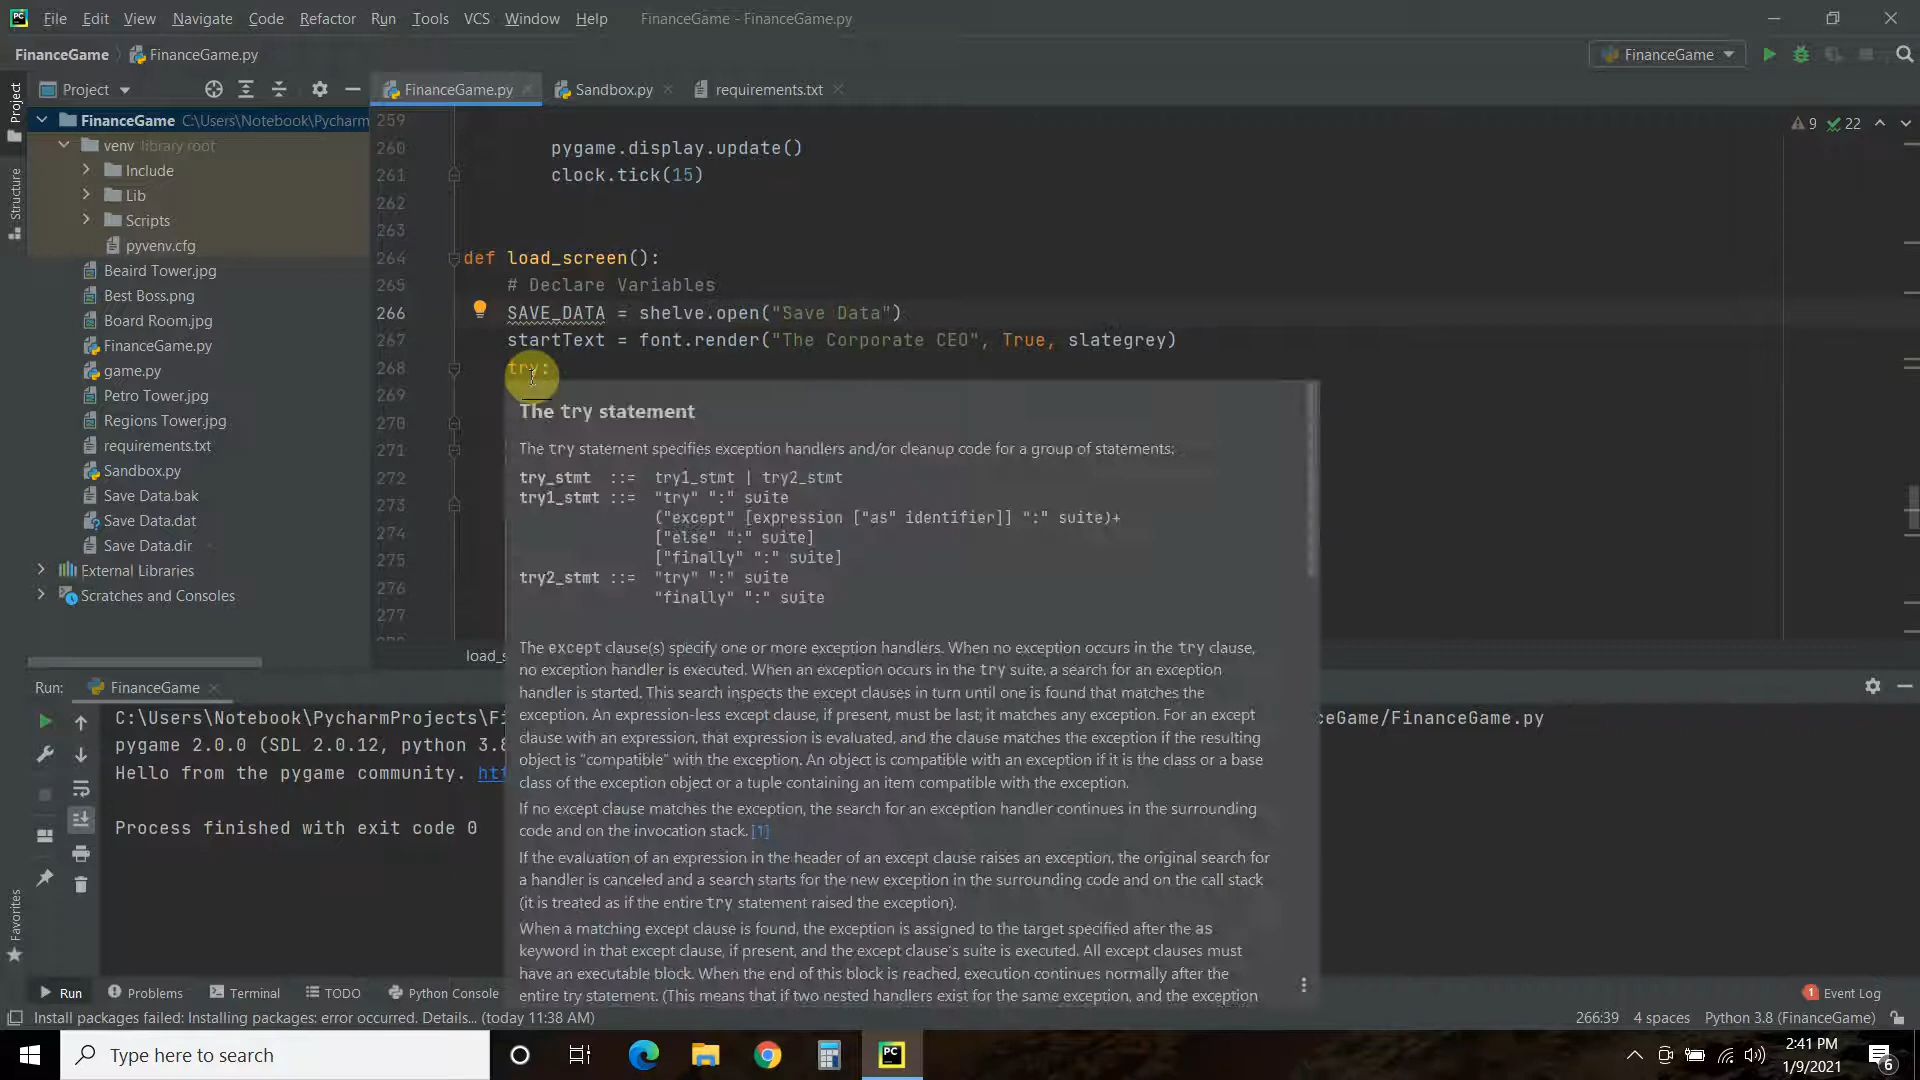 File Edit View Navigate Code Refactor Run Tools VCS Window Help FinanceGame - FinanceGame.py
FinanceGame FinanceGame.py FinanceGame
Project FinanceGame.py Sandbox.py requirements.txt
Project
Structure
Favorites
FinanceGame C:\Users\Notebook\Pycharm
venv library root
Include
Lib
Scripts
pyvenv.cfg
Beaird Tower.jpg
Best Boss.png
Board Room.jpg
FinanceGame.py
game.py
Petro Tower.jpg
Regions Tower.jpg
requirements.txt
Sandbox.py
Save Data.bak
Save Data.dat
Save Data.dir
External Libraries
Scratches and Consoles
9 22
259
260 pygame.display.update()
261 clock.tick(15)
262
263
264 def load_screen():
265 # Declare Variables
266 SAVE_DATA = shelve.open("Save Data")
267 startText = font.render("The Corporate CEO", True, slategrey)
268 try:
269
270
271
272
273
274
275
276
277
The try statement
The try statement specifies exception handlers and/or cleanup code for a group of statements:
try_stmt ::= try1_stmt | try2_stmt
try1_stmt ::= "try" ":" suite
("except" [expression ["as" identifier]] ":" suite)+
["else" ":" suite]
["finally" ":" suite]
try2_stmt ::= "try" ":" suite
"finally" ":" suite
The except clause(s) specify one or more exception handlers. When no exception occurs in the try clause,
no exception handler is executed. When an exception occurs in the try suite, a search for an exception
handler is started. This search inspects the except clauses in turn until one is found that matches the
exception. An expression-less except clause, if present, must be last; it matches any exception. For an except
clause with an expression, that expression is evaluated, and the clause matches the exception if the resulting
object is “compatible” with the exception. An object is compatible with an exception if it is the class or a base
class of the exception object or a tuple containing an item compatible with the exception.
If no except clause matches the exception, the search for an exception handler continues in the surrounding
code and on the invocation stack. [1]
If the evaluation of an expression in the header of an except clause raises an exception, the original search for
a handler is canceled and a search starts for the new exception in the surrounding code and on the call stack
(it is treated as if the entire try statement raised the exception).
When a matching except clause is found, the exception is assigned to the target specified after the as
keyword in that except clause, if present, and the except clause's suite is executed. All except clauses must
have an executable block. When the end of this block is reached, execution continues normally after the
entire try statement. (This means that if two nested handlers exist for the same exception, and the exception
load_s
Run: FinanceGame
C:\Users\Notebook\PycharmProjects\Fi ceGame/FinanceGame.py
pygame 2.0.0 (SDL 2.0.12, python 3.8
Hello from the pygame community. htt
Process finished with exit code 0
Run Problems Terminal TODO Python Console 1 Event Log
Install packages failed: Installing packages: error occurred. Details... (today 11:38 AM) 266:39 4 spaces Python 3.8 (FinanceGame)
Type here to search PC 2:41 PM
1/9/2021 6